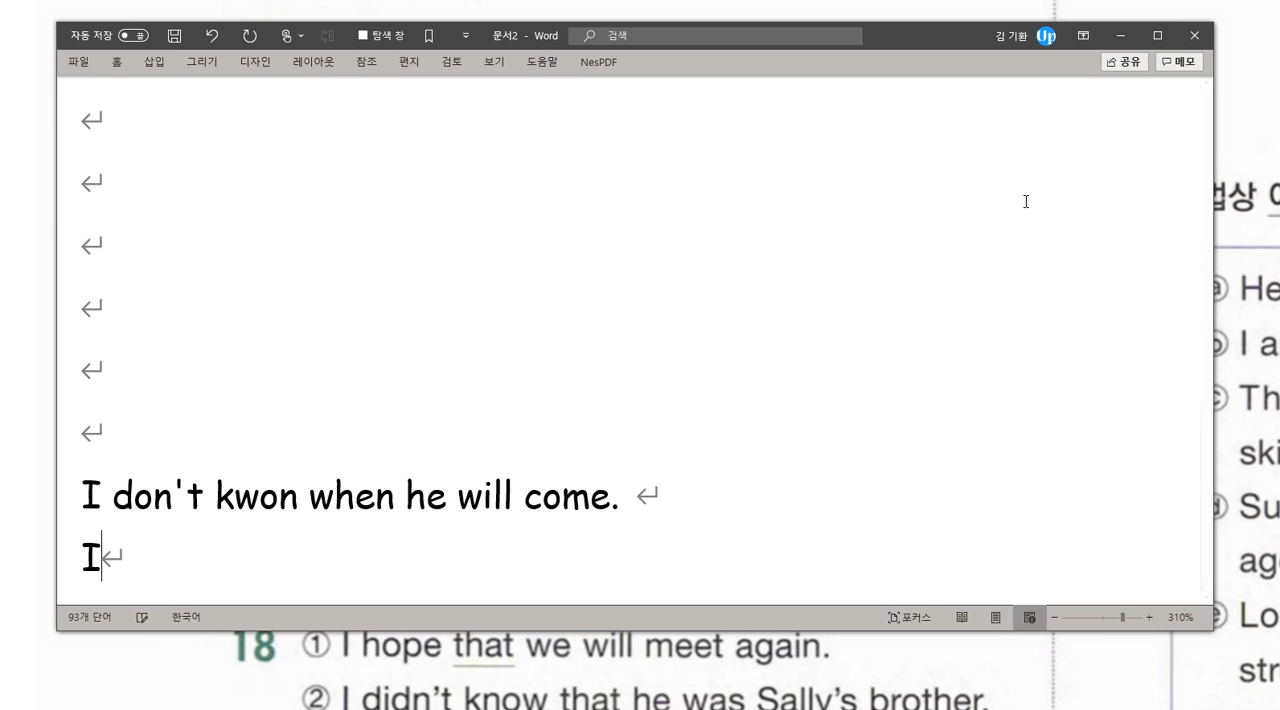 자동 저장 끔 탐색 창 문서2 - Word 검색 김 기환 Up
파일 홈 삽입 그리기 디자인 레이아웃 참조 편지 검토 보기 도움말 NesPDF 공유 메모
I don't kwon when he will come.
I
93개 단어 한국어 포커스 310%
법상
He
I a
ⓒ Th
ski
ⓓ Su
ag
ⓔ Lo
str
18 ① I hope that we will meet again.
② I didn't know that he was Sally's brother.